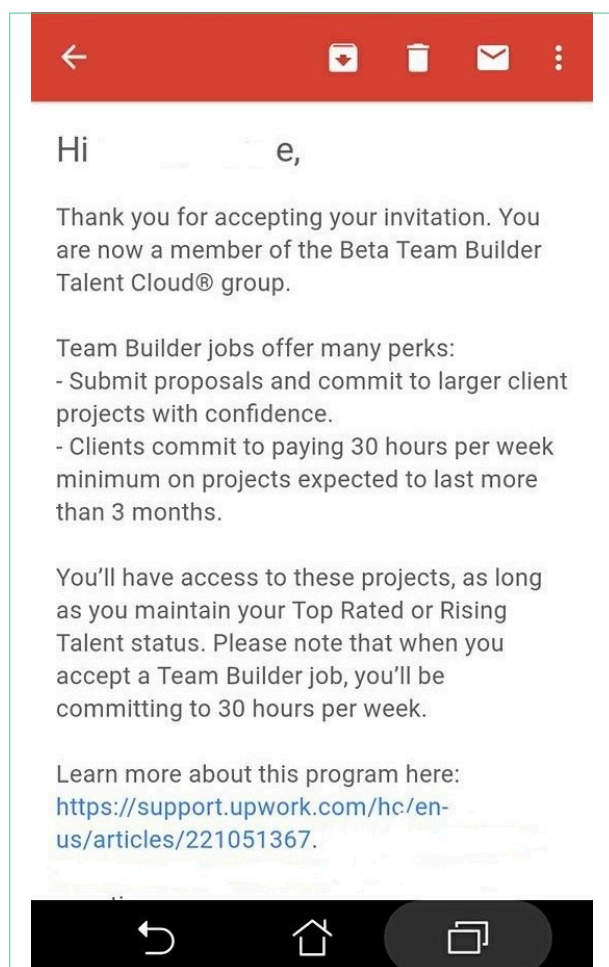 Hi e,
Thank you for accepting your invitation. You
are now a member of the Beta Team Builder
Talent Cloud® group.
Team Builder jobs offer many perks:
- Submit proposals and commit to larger client
projects with confidence.
- Clients commit to paying 30 hours per week
minimum on projects expected to last more
than 3 months.
You’ll have access to these projects, as long
as you maintain your Top Rated or Rising
Talent status. Please note that when you
accept a Team Builder job, you’ll be
committing to 30 hours per week.
Learn more about this program here:
https://support.upwork.com/hc/en-
us/articles/221051367.